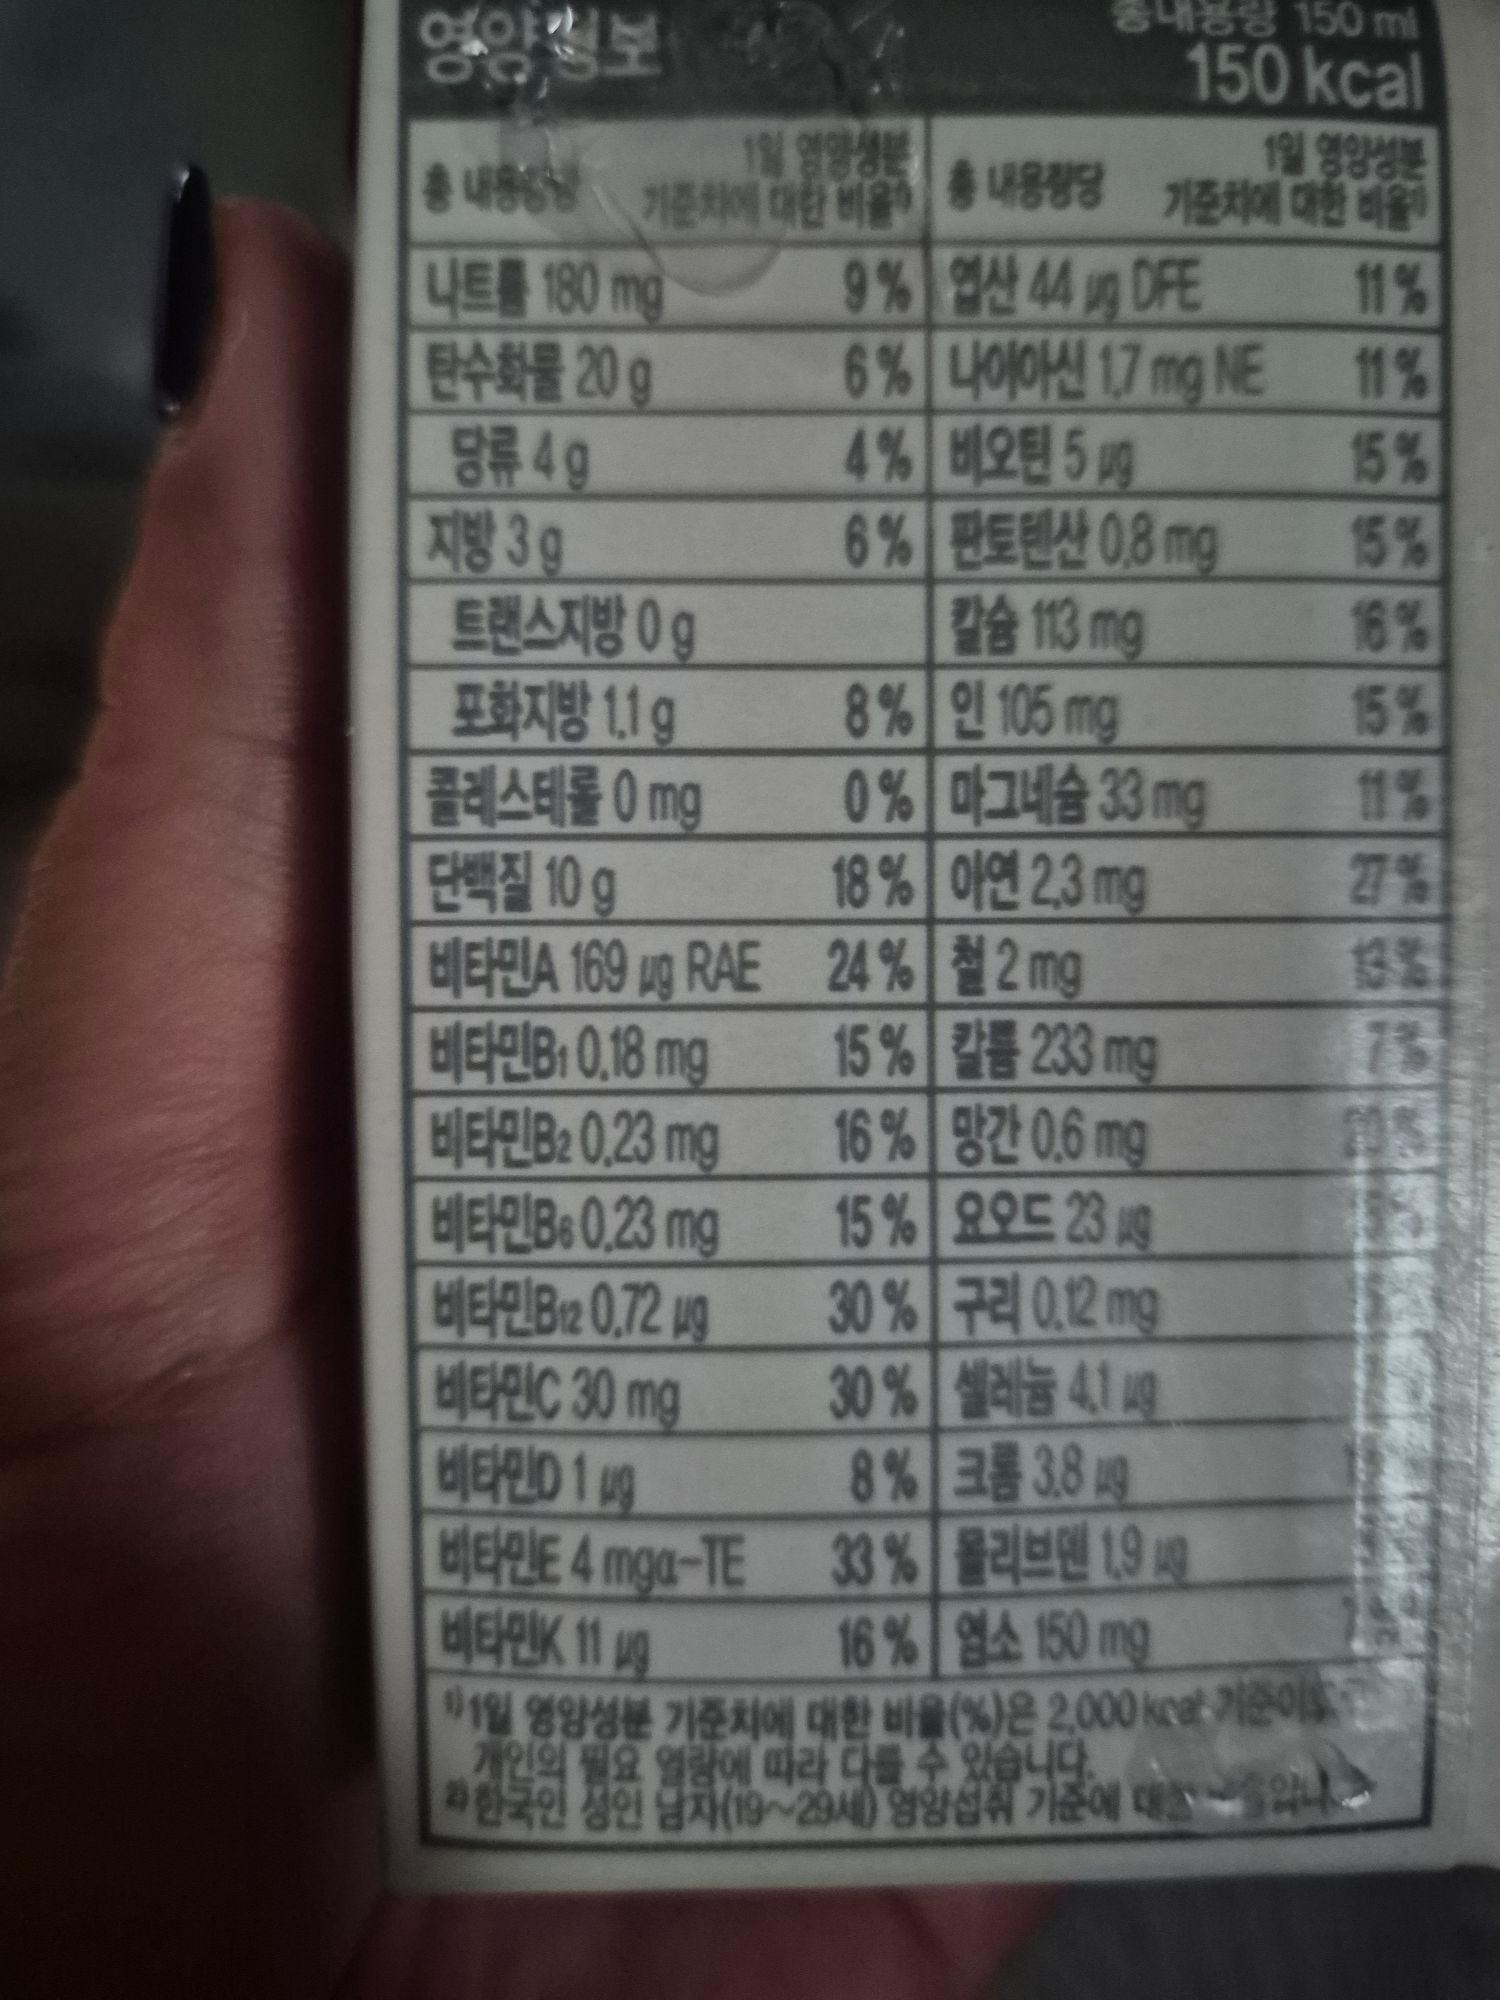 영양정보
총내용량 150 ml
150 kcal
총 내용량당 1일 영양성분 기준치에 대한 비율1)
총 내용량당 1일 영양성분 기준치에 대한 비율1)
나트륨 180 mg 9 %
탄수화물 20 g 6 %
당류 4 g 4 %
지방 3 g 6 %
트랜스지방 0 g
포화지방 1.1 g 8 %
콜레스테롤 0 mg 0 %
단백질 10 g 18 %
비타민A 169 µg RAE 24 %
비타민B1 0.18 mg 15 %
비타민B2 0.23 mg 16 %
비타민B6 0.23 mg 15 %
비타민B12 0.72 µg 30 %
비타민C 30 mg 30 %
비타민D 1 µg 8 %
비타민E 4 mgα-TE 33 %
비타민K 11 µg 16 %
엽산 44 µg DFE 11 %
나이아신 1.7 mg NE 11 %
비오틴 5 µg 15 %
판토텐산 0.8 mg 15 %
칼슘 113 mg 16 %
인 105 mg 15 %
마그네슘 33 mg 11 %
아연 2.3 mg 27 %
철 2 mg 13 %
칼륨 233 mg 7 %
망간 0.6 mg
요오드 23 µg
구리 0.12 mg
셀레늄 4.1 µg
크롬 3.8 µg
몰리브덴 1.9 µg
염소 150 mg
1)1일 영양성분 기준치에 대한 비율(%)은 2,000 kcal 기준이므로
개인의 필요 열량에 따라 다를 수 있습니다.
2)한국인 성인 남자(19~29세) 영양섭취 기준에